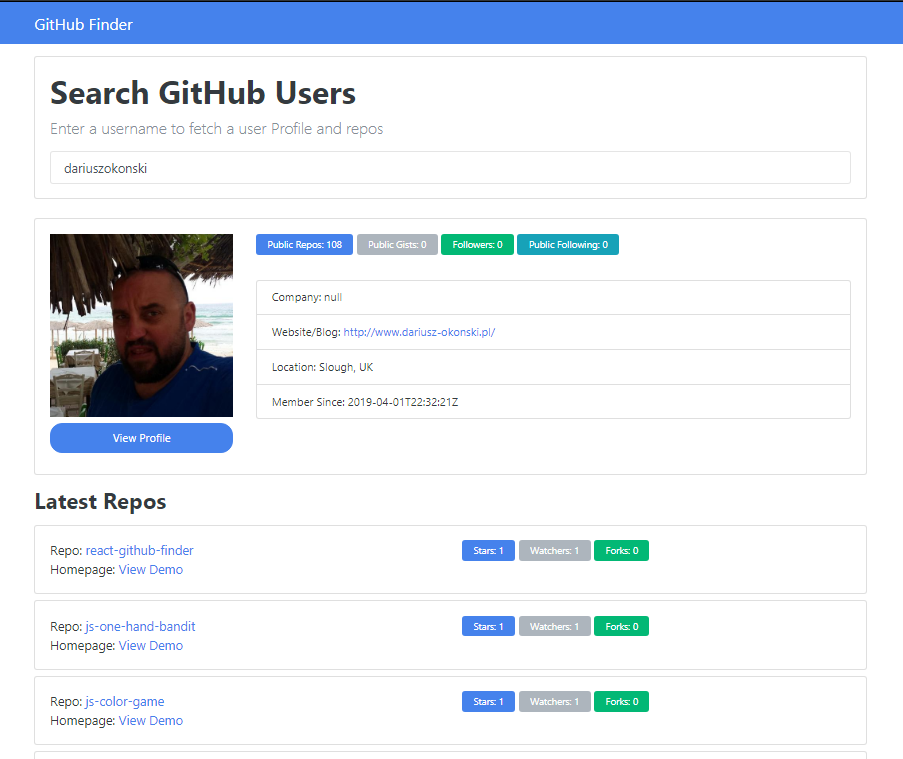 GitHub Finder
Search GitHub Users
Enter a username to fetch a user Profile and repos
dariuszokonski
Public Repos: 108 Public Gists: 0 Followers: 0 Public Following: 0
Company: null
Website/Blog: http://www.dariusz-okonski.pl/
Location: Slough, UK
Member Since: 2019-04-01T22:32:21Z
View Profile
Latest Repos
Repo: react-github-finder
Homepage: View Demo
Stars: 1 Watchers: 1 Forks: 0
Repo: js-one-hand-bandit
Homepage: View Demo
Stars: 1 Watchers: 1 Forks: 0
Repo: js-color-game
Homepage: View Demo
Stars: 1 Watchers: 1 Forks: 0